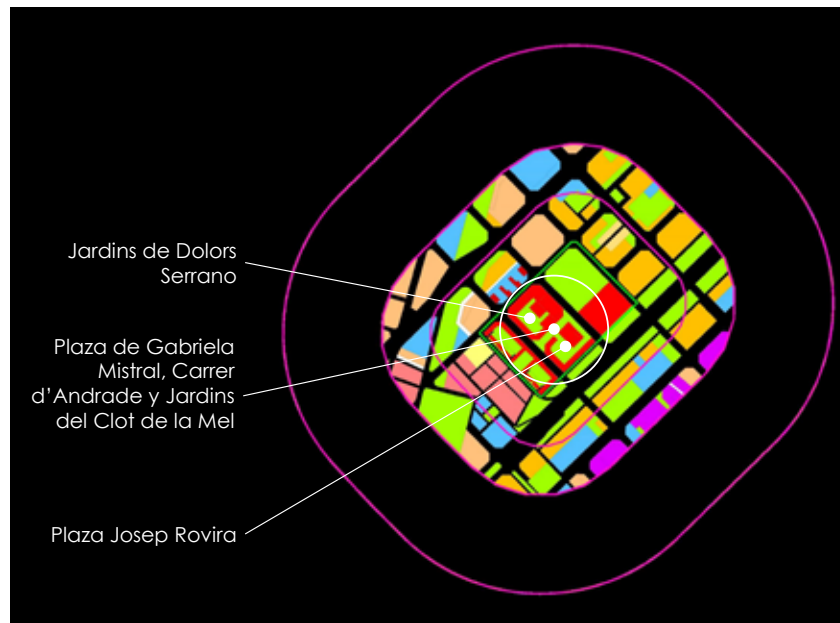 Jardins de Dolors
Serrano
Plaza de Gabriela
Mistral, Carrer
d’Andrade y Jardins
del Clot de la Mel
Plaza Josep Rovira